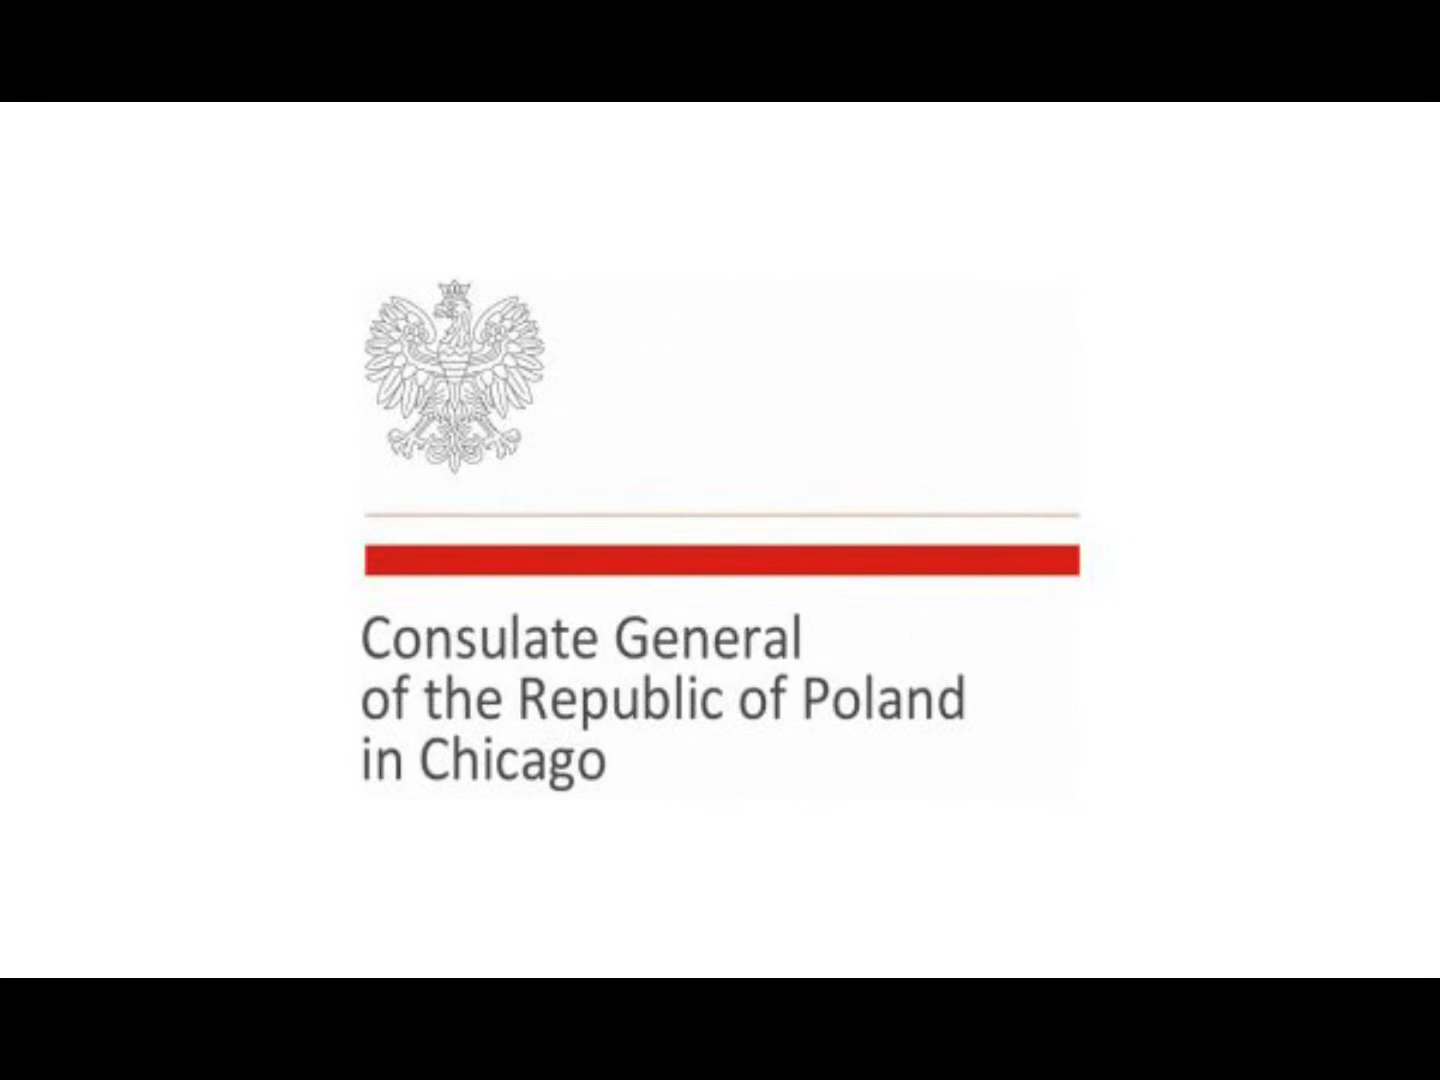 Consulate General
of the Republic of Poland
in Chicago